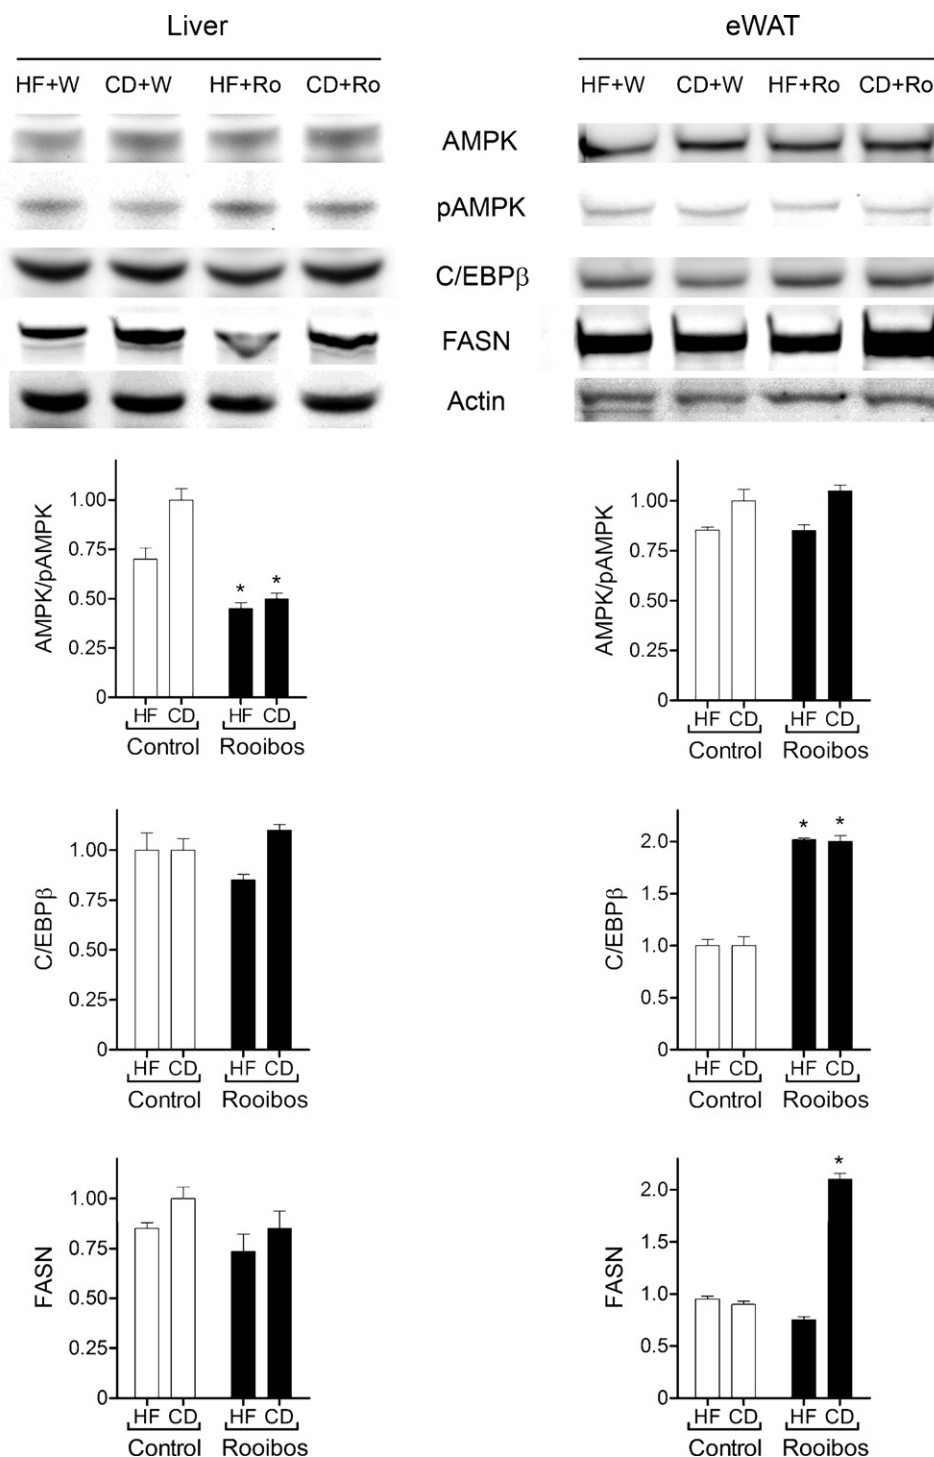 Liver
eWAT
HF+W CD+W HF+Ro CD+Ro
HF+W CD+W HF+Ro CD+Ro
AMPK
pAMPK
C/EBPβ
FASN
Actin
AMPK/pAMPK
1.00
0.75
0.50
0.25
0
* *
HF CD HF CD
Control Rooibos
AMPK/pAMPK
1.00
0.75
0.50
0.25
0
HF CD HF CD
Control Rooibos
C/EBPβ
1.00
0.75
0.50
0.25
0
HF CD HF CD
Control Rooibos
C/EBPβ
2.0
1.5
1.0
0.5
0
* *
HF CD HF CD
Control Rooibos
FASN
1.00
0.75
0.50
0.25
0
HF CD HF CD
Control Rooibos
FASN
2.0
1.5
1.0
0.5
0
*
HF CD HF CD
Control Rooibos